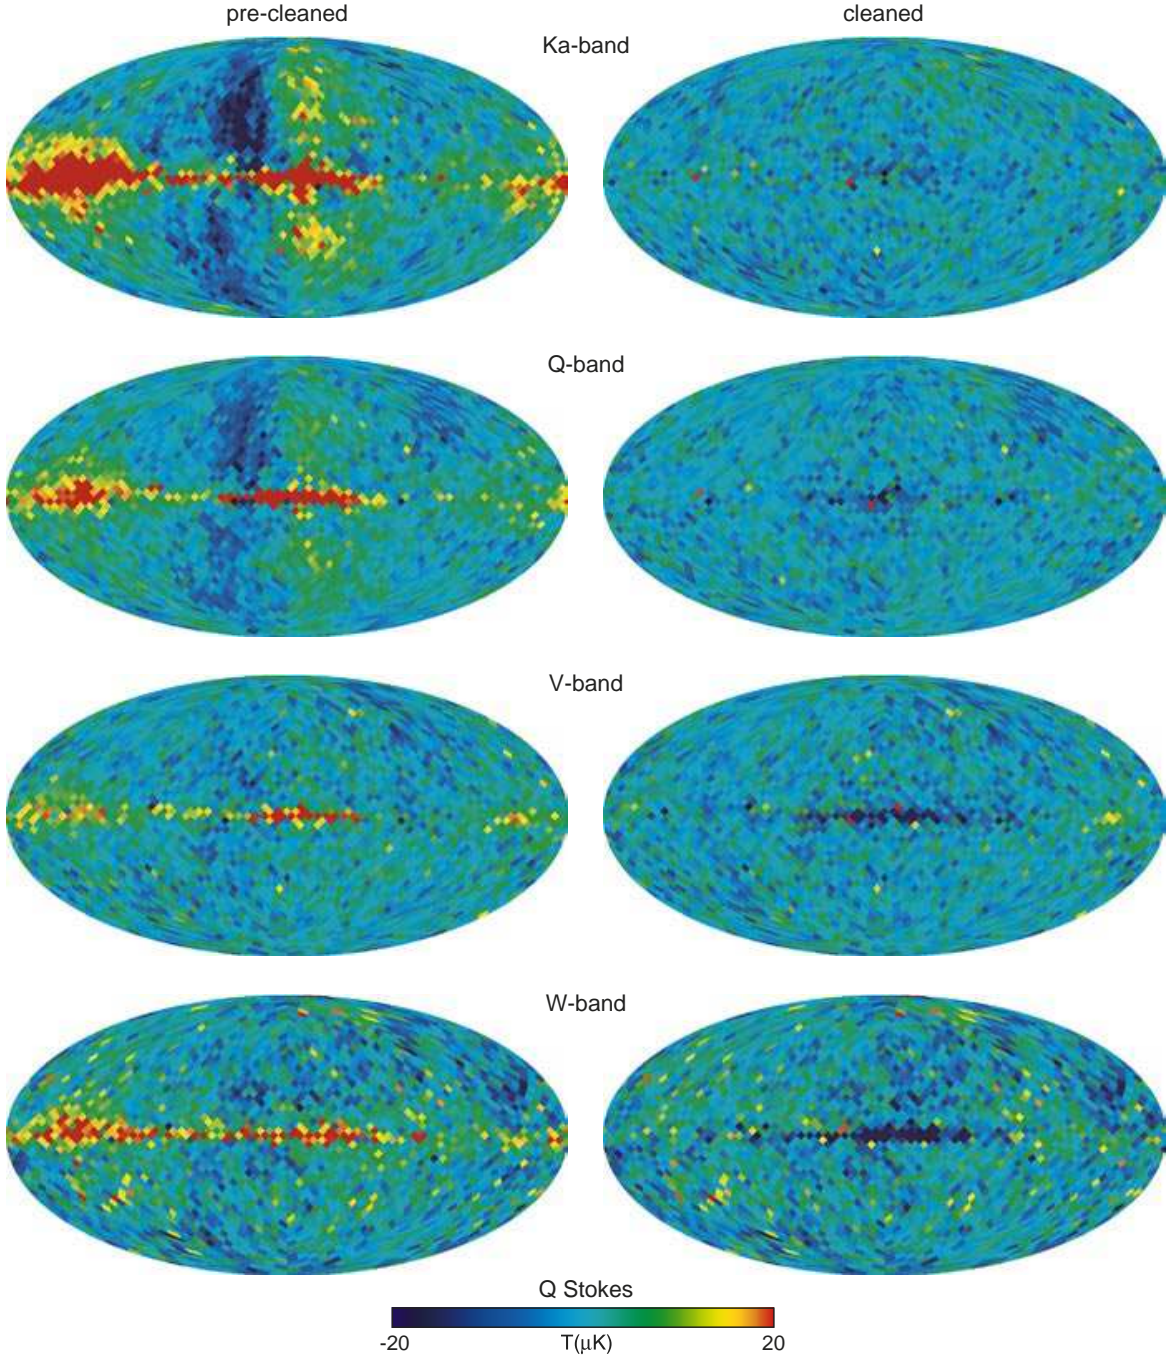 pre-cleaned
cleaned
Ka-band
Q-band
V-band
W-band
Q Stokes
-20
T(μK)
20